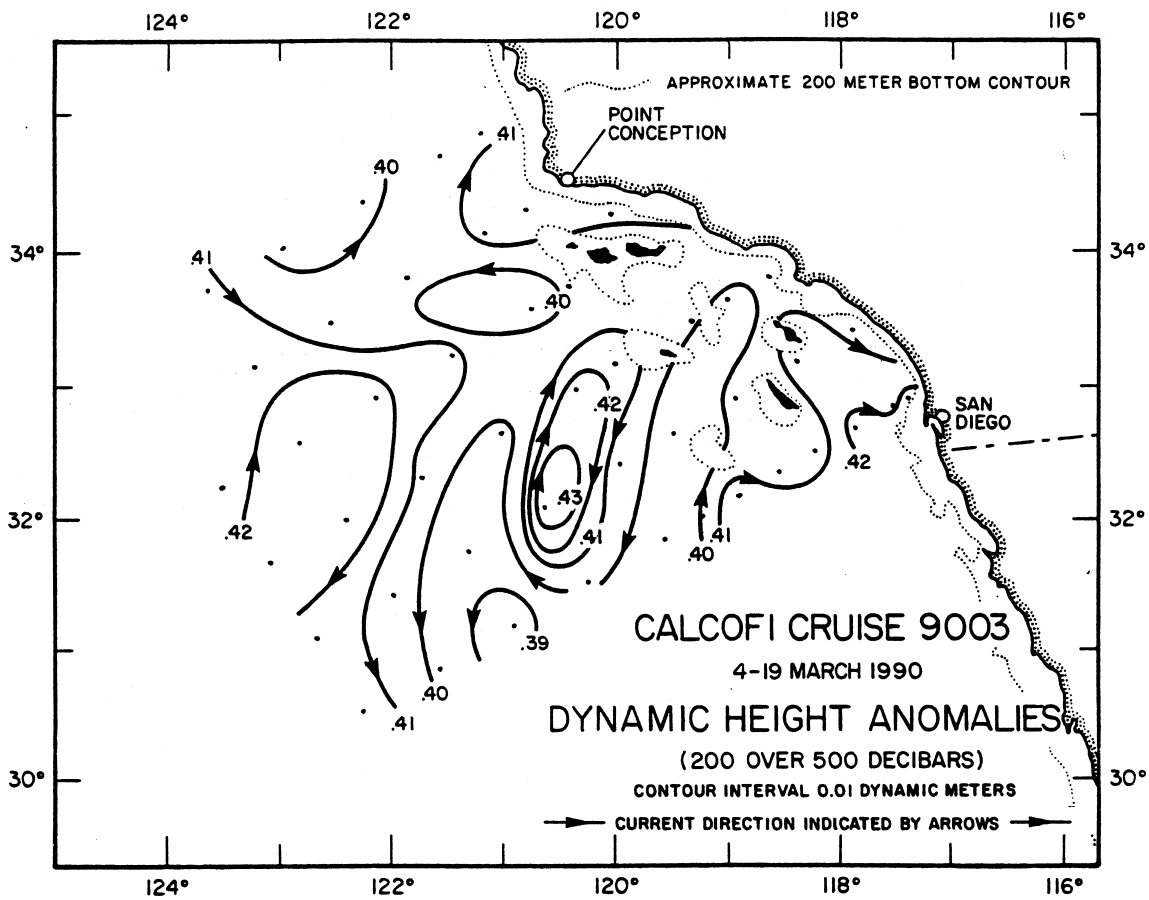 124° 122° 120° 118° 116°
APPROXIMATE 200 METER BOTTOM CONTOUR
POINT
CONCEPTION
.41
.40
34° 34°
.41
.40
.42
SAN
DIEGO
.42
.43
.42
32° 32°
.41
.41
.40
CALCOFI CRUISE 9003
.39
4-19 MARCH 1990
.40
DYNAMIC HEIGHT ANOMALIES
.41
(200 OVER 500 DECIBARS)
30° 30°
CONTOUR INTERVAL 0.01 DYNAMIC METERS
CURRENT DIRECTION INDICATED BY ARROWS
124° 122° 120° 118° 116°